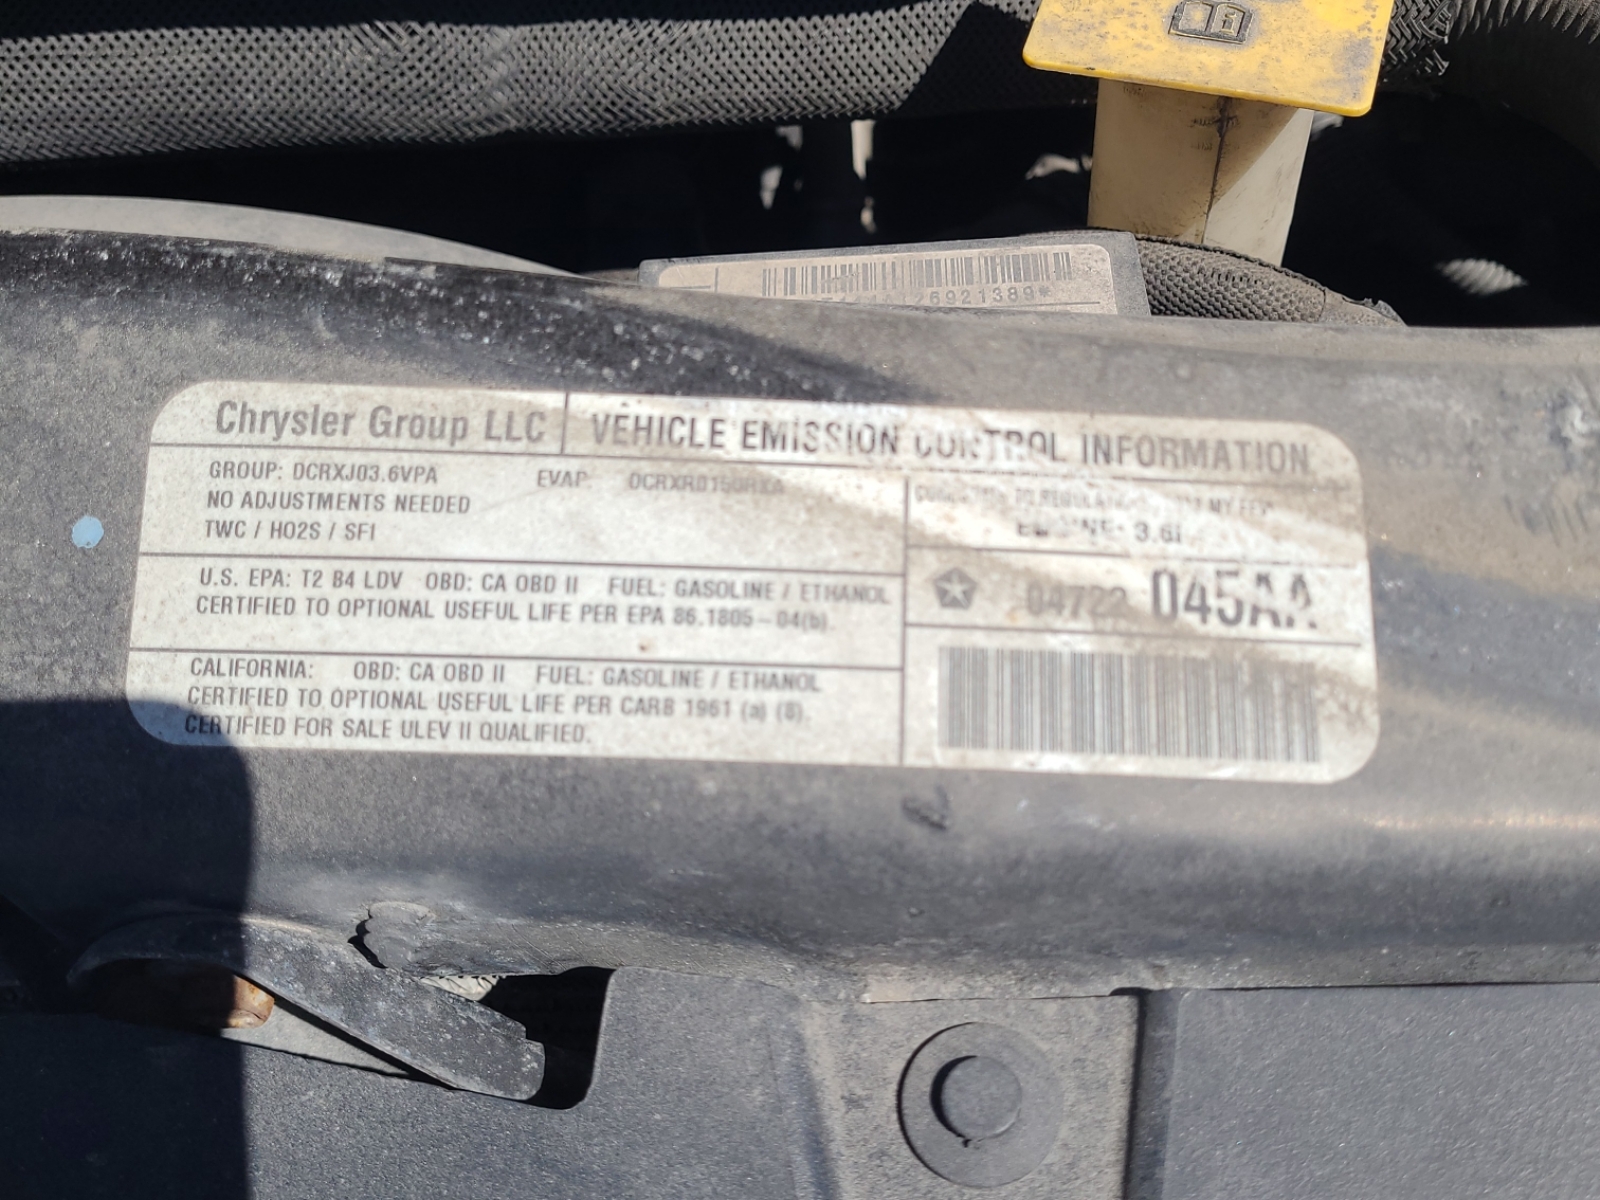 26921389*
Chrysler Group LLC
VEHICLE EMISSION CONTROL INFORMATION
GROUP: DCRXJ03.6VPA EVAP:
NO ADJUSTMENTS NEEDED
TWC / HO2S / SFI
3.6l
U.S. EPA: T2 B4 LDV OBD: CA OBD II FUEL: GASOLINE / ETHANOL
CERTIFIED TO OPTIONAL USEFUL LIFE PER EPA 86.1805-04(b).
04722 045AA
CALIFORNIA: OBD: CA OBD II FUEL: GASOLINE / ETHANOL
CERTIFIED TO OPTIONAL USEFUL LIFE PER CARB 1961 (a) (8).
CERTIFIED FOR SALE ULEV II QUALIFIED.